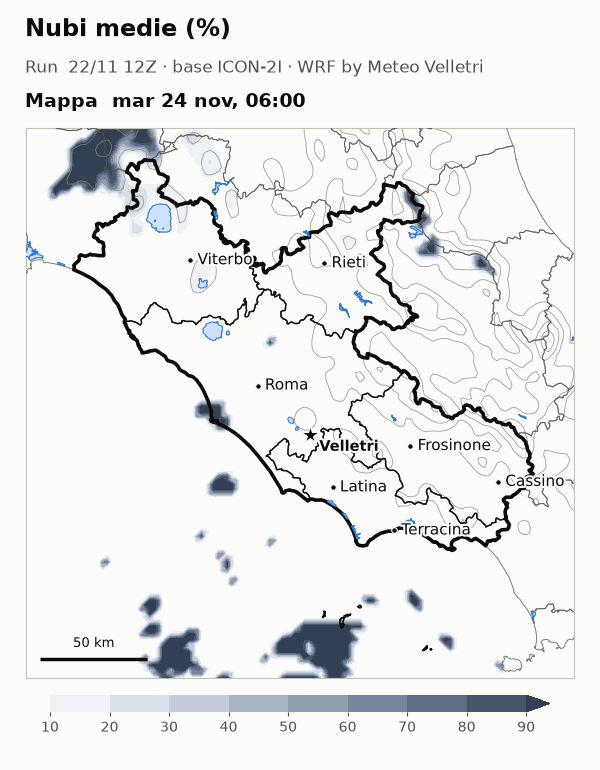 Nubi medie (%)
Run  22/11 12Z · base ICON-2I · WRF by Meteo Velletri
Mappa  mar 24 nov, 06:00
Viterbo
Rieti
Roma
Velletri
Frosinone
Cassino
Latina
Terracina
50 km
10 20 30 40 50 60 70 80 90